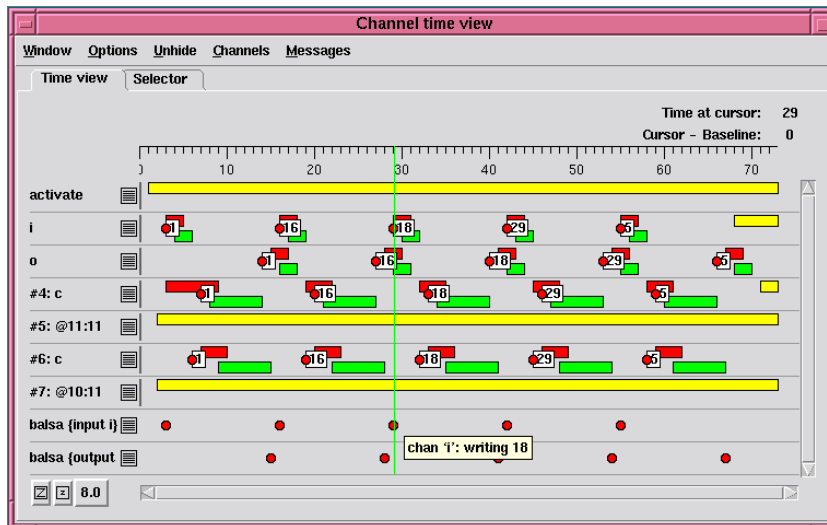 Channel time view
Window Options Unhide Channels Messages
Time view Selector
Time at cursor: 29
Cursor - Baseline: 0
0 10 20 30 40 50 60 70
activate
i 1 16 18 29 5
o 1 16 18 29 5
#4: c 1 16 18 29 5
#5: @11:11
#6: c 1 16 18 29 5
#7: @10:11
balsa {input i}
chan 'i': writing 18
balsa {output
Z z 8.0